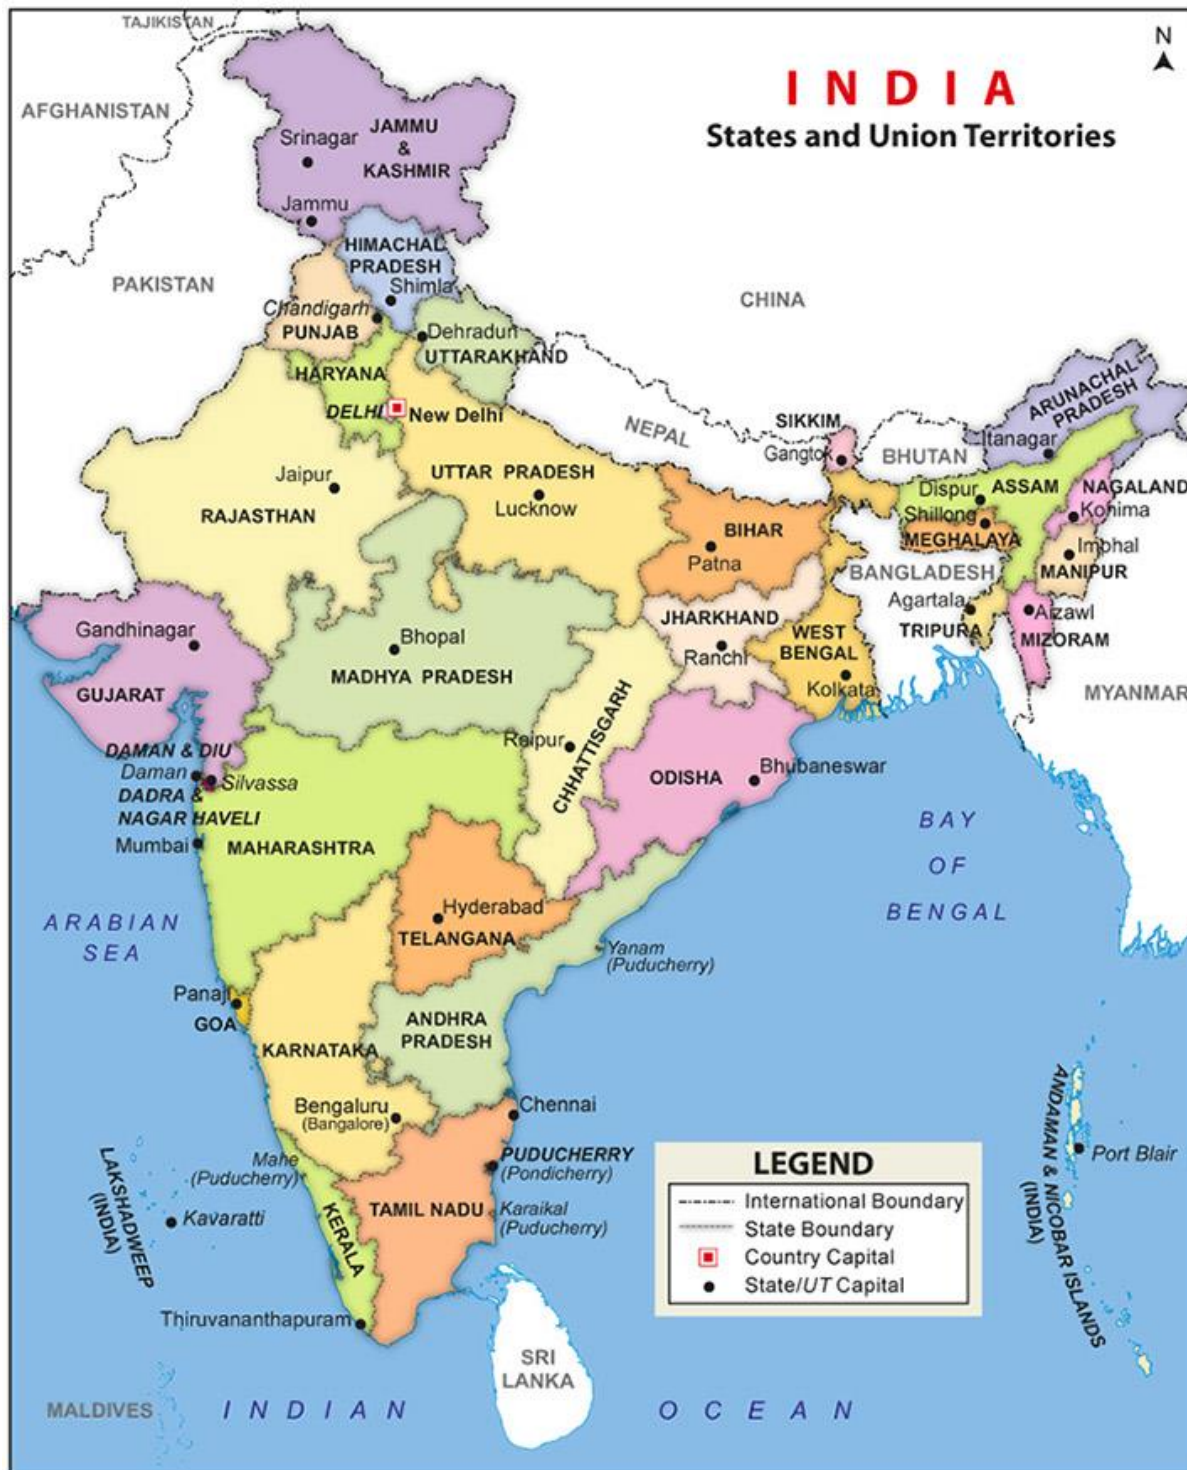 TAJIKISTAN
N
INDIA
States and Union Territories
AFGHANISTAN
JAMMU
&
KASHMIR
Srinagar
Jammu
HIMACHAL
PRADESH
Shimla
PAKISTAN
CHINA
Chandigarh
PUNJAB
Dehradun
UTTARAKHAND
HARYANA
DELHI
New Delhi
ARUNACHAL
PRADESH
Itanagar
NEPAL
SIKKIM
Gangtok
BHUTAN
Jaipur
RAJASTHAN
UTTAR PRADESH
Lucknow
BIHAR
Patna
Dispur
ASSAM
NAGALAND
Shillong
Kohima
MEGHALAYA
Imphal
MANIPUR
BANGLADESH
Agartala
TRIPURA
Aizawl
MIZORAM
Gandhinagar
GUJARAT
Bhopal
MADHYA PRADESH
JHARKHAND
Ranchi
WEST
BENGAL
Kolkata
MYANMAR
DAMAN & DIU
Daman
Silvassa
DADRA &
NAGAR HAVELI
Mumbai
MAHARASHTRA
Raipur
CHHATTISGARH
ODISHA
Bhubaneswar
BAY
OF
BENGAL
ARABIAN
SEA
Hyderabad
TELANGANA
Yanam
(Puducherry)
Panaji
GOA
KARNATAKA
ANDHRA
PRADESH
Bengaluru
(Bangalore)
Chennai
Mahe
(Puducherry)
PUDUCHERRY
(Pondicherry)
LAKSHADWEEP
(INDIA)
Kavaratti
KERALA
TAMIL NADU
Karaikal
(Puducherry)
Thiruvananthapuram
ANDAMAN & NICOBAR ISLANDS
(INDIA)
Port Blair
LEGEND
International Boundary
State Boundary
Country Capital
State/UT Capital
SRI
LANKA
MALDIVES
INDIAN OCEAN